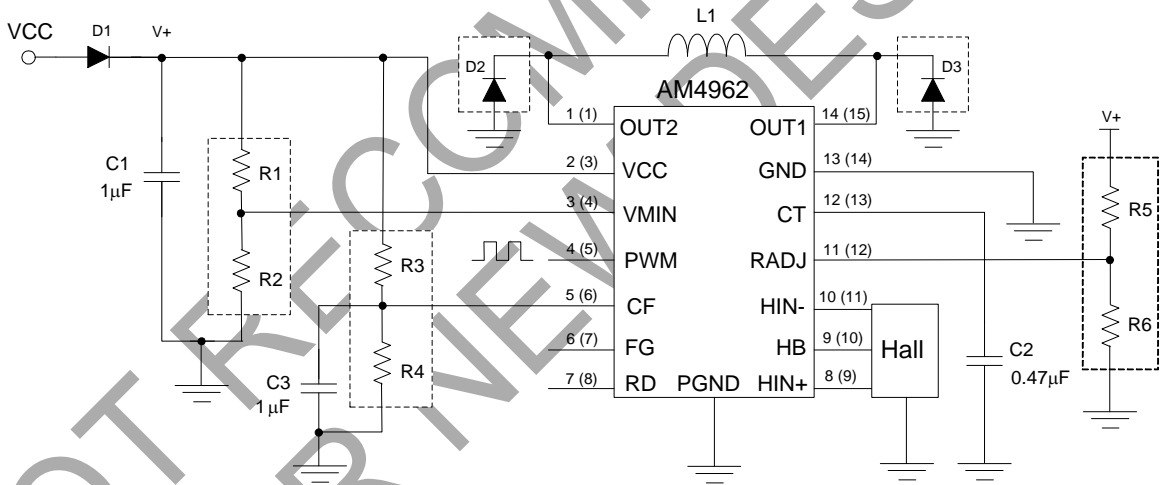 VCC
D1
V+
L1
D2
D3
AM4962
1 (1)
OUT2
OUT1
14 (15)
V+
C1
1µF
R1
2 (3)
VCC
GND
13 (14)
3 (4)
VMIN
CT
12 (13)
R5
R2
R3
4 (5)
PWM
RADJ
11 (12)
5 (6)
CF
HIN-
10 (11)
R6
6 (7)
FG
HB
9 (10)
Hall
C2
0.47µF
C3
1µF
R4
7 (8)
RD
PGND
HIN+
8 (9)